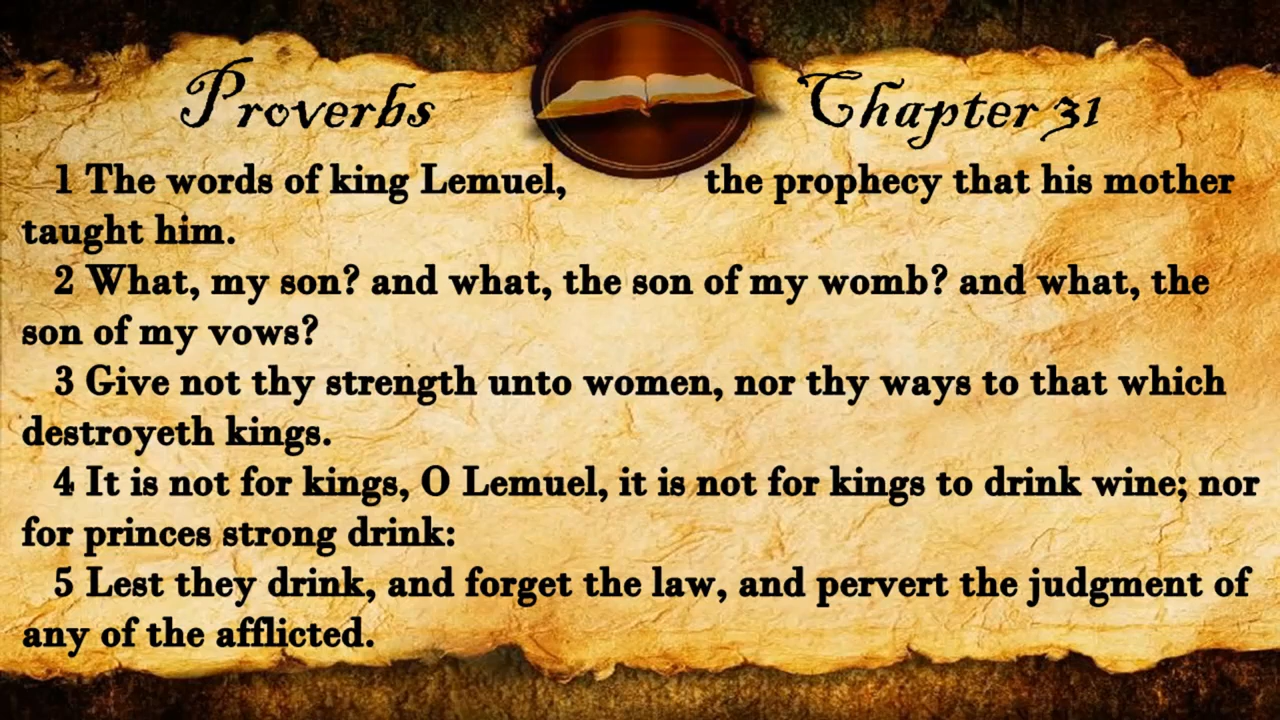 Proverbs Chapter 31
1 The words of king Lemuel, the prophecy that his mother
taught him.
2 What, my son? and what, the son of my womb? and what, the
son of my vows?
3 Give not thy strength unto women, nor thy ways to that which
destroyeth kings.
4 It is not for kings, O Lemuel, it is not for kings to drink wine; nor
for princes strong drink:
5 Lest they drink, and forget the law, and pervert the judgment of
any of the afflicted.